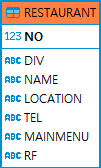 RESTAURANT
123 NO
ABC DIV
ABC NAME
ABC LOCATION
ABC TEL
ABC MAINMENU
ABC RF